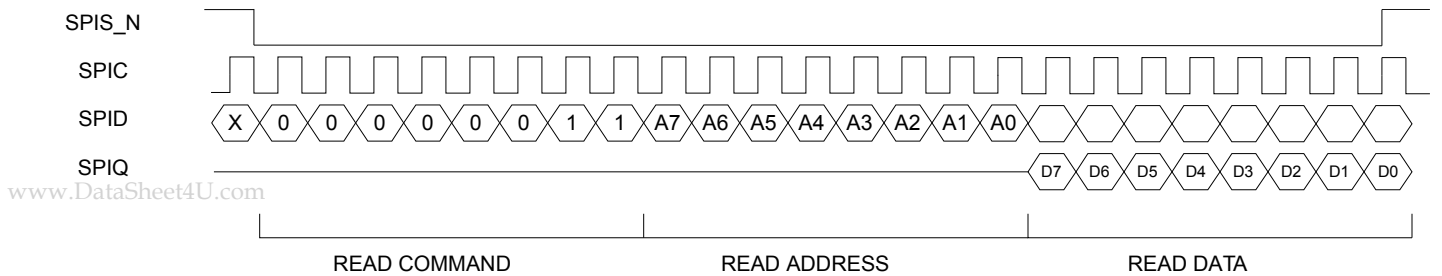 SPIS_N
SPIC
SPID X 0 0 0 0 0 0 1 1 A7 A6 A5 A4 A3 A2 A1 A0
SPIQ D7 D6 D5 D4 D3 D2 D1 D0
www.DataSheet4U.com
READ COMMAND READ ADDRESS READ DATA